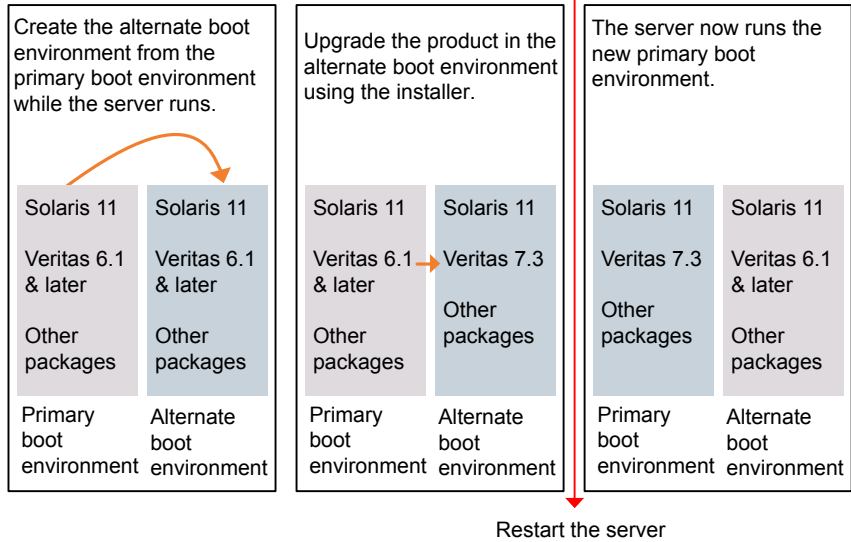 Create the alternate boot
environment from the
primary boot environment
while the server runs.
Solaris 11
Veritas 6.1
& later
Other
packages
Primary
boot
environment
Solaris 11
Veritas 6.1
& later
Other
packages
Alternate
boot
environment
Upgrade the product in the
alternate boot environment
using the installer.
Solaris 11
Veritas 6.1
& later
Other
packages
Primary
boot
environment
Solaris 11
Veritas 7.3
Other
packages
Alternate
boot
environment
The server now runs the
new primary boot
environment.
Solaris 11
Veritas 7.3
Other
packages
Primary
boot
environment
Solaris 11
Veritas 6.1
& later
Other
packages
Alternate
boot
environment
Restart the server